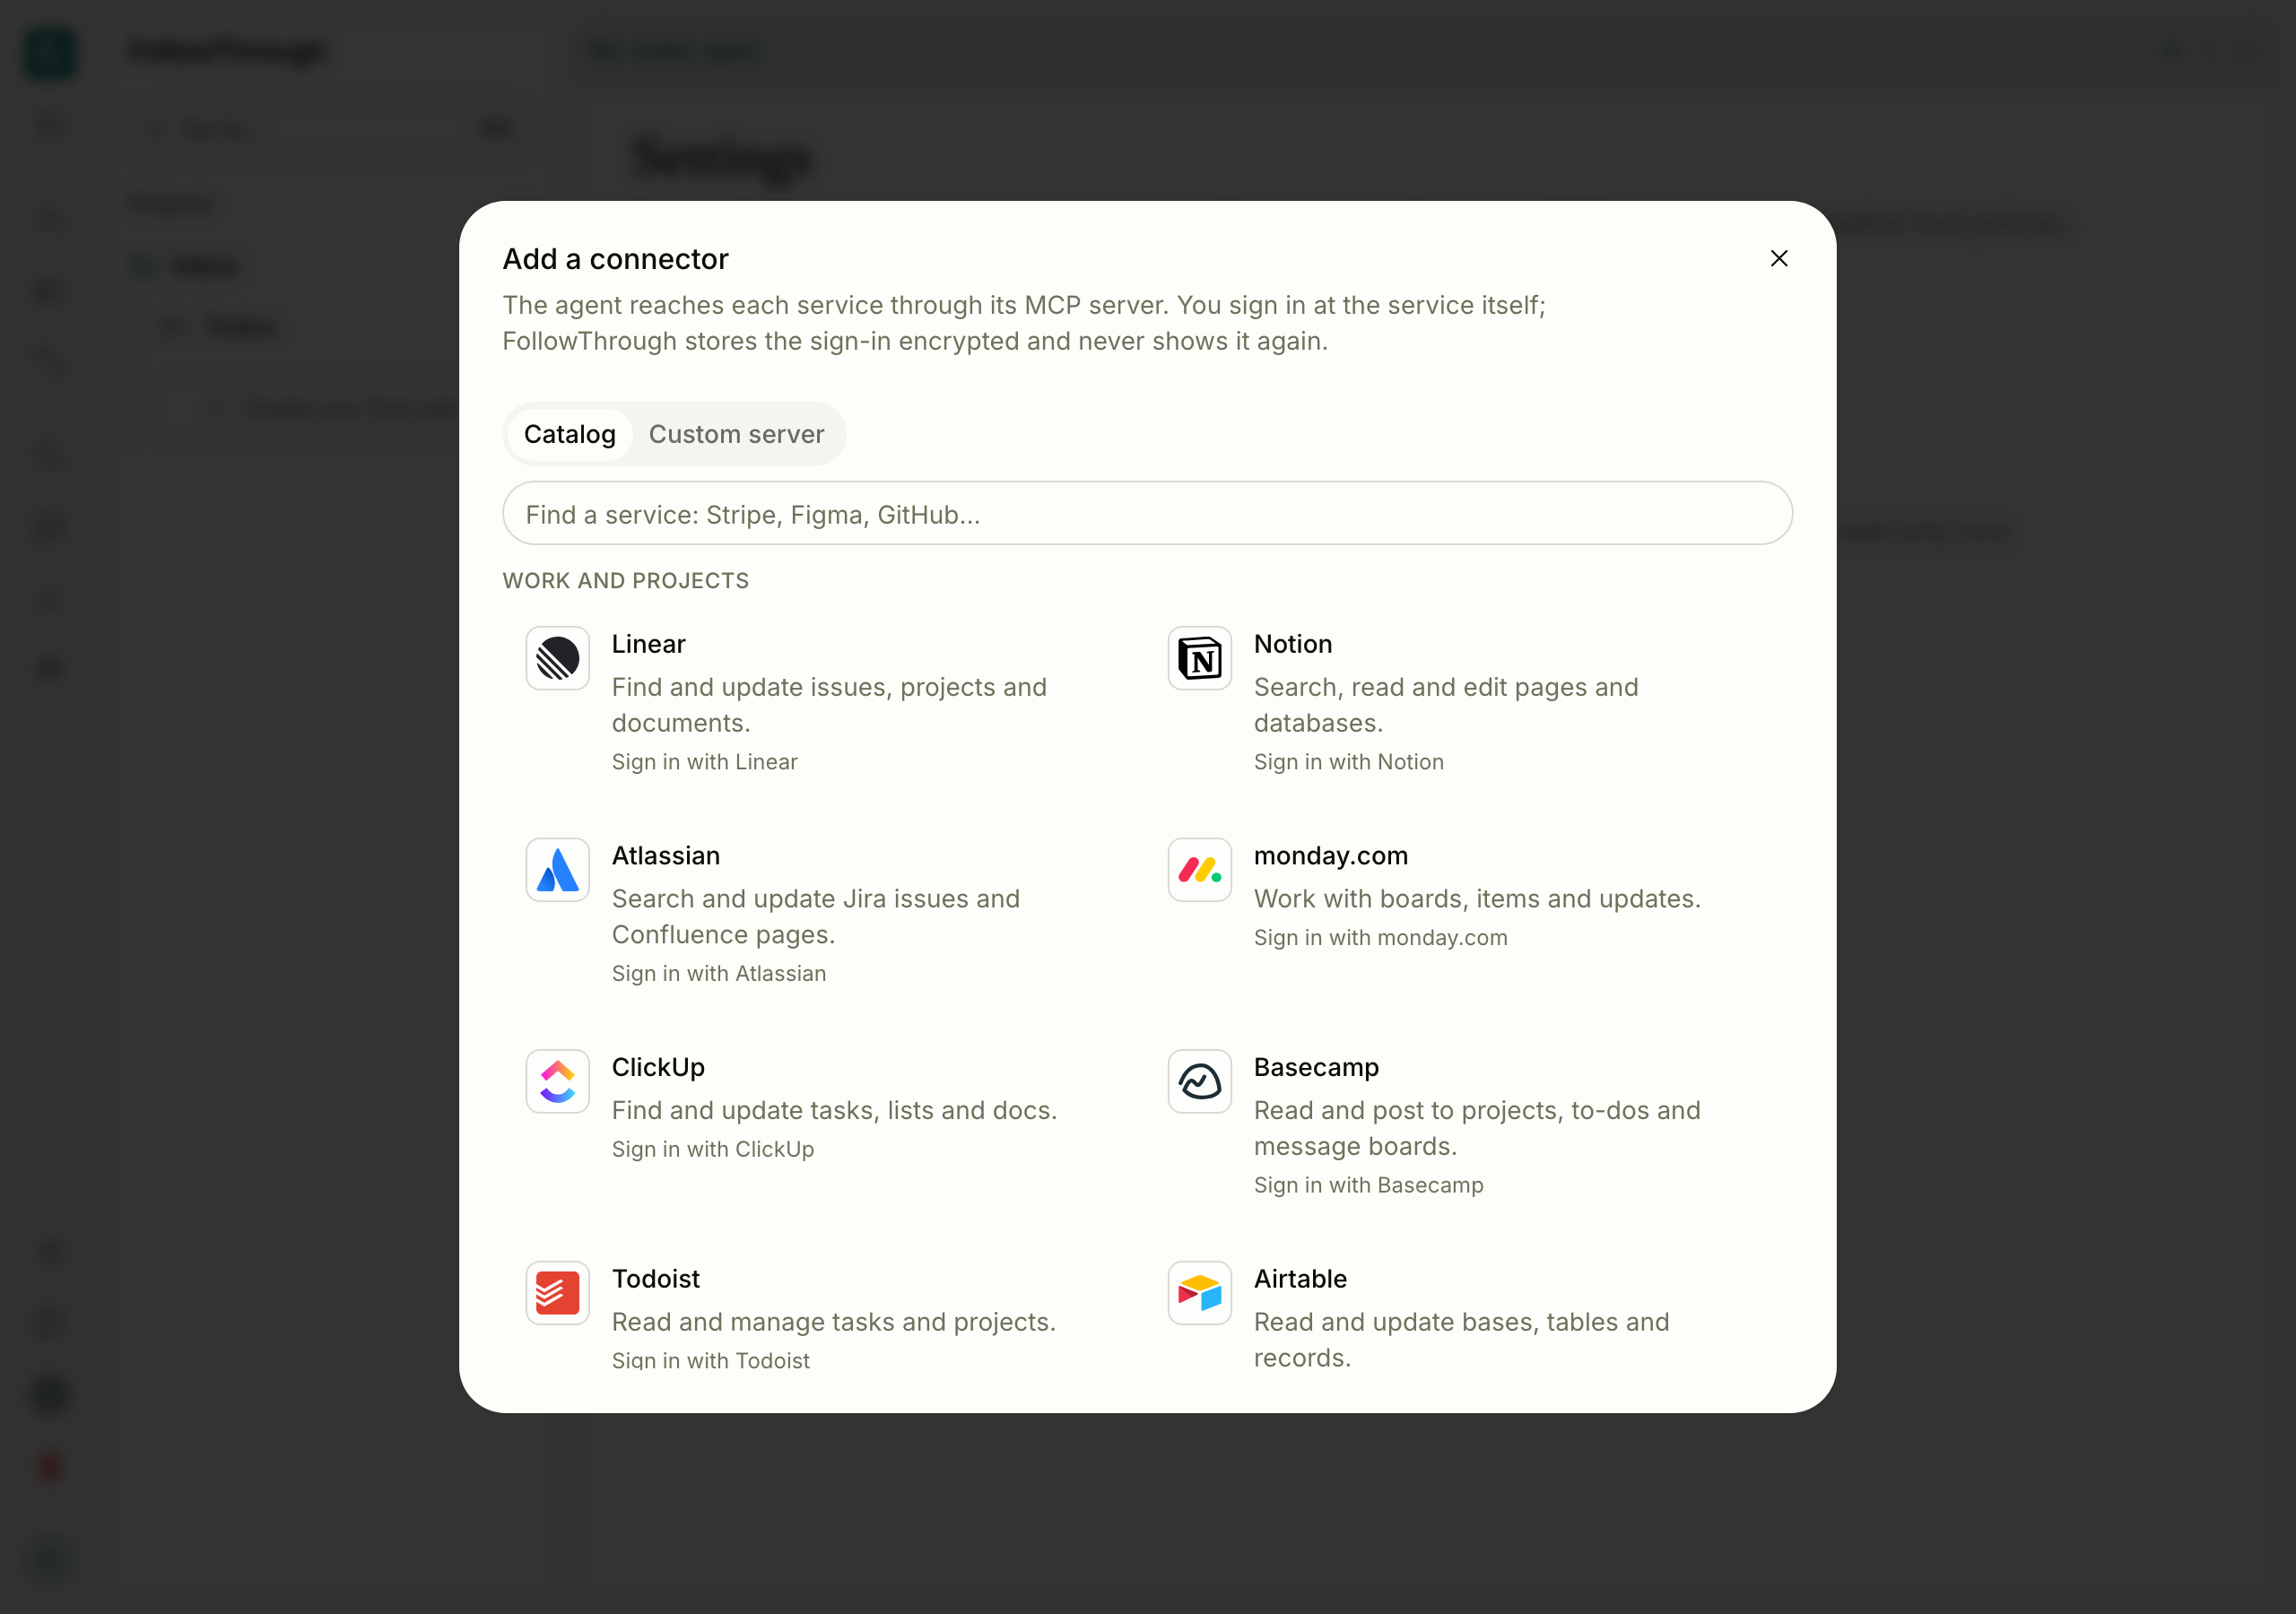 FollowThrough
Settings
Add a connector
The agent reaches each service through its MCP server. You sign in at the service itself;
FollowThrough stores the sign-in encrypted and never shows it again.
Catalog
Custom server
Find a service: Stripe, Figma, GitHub...
WORK AND PROJECTS
Linear
Find and update issues, projects and
documents.
Sign in with Linear
Notion
Search, read and edit pages and
databases.
Sign in with Notion
Atlassian
Search and update Jira issues and
Confluence pages.
Sign in with Atlassian
monday.com
Work with boards, items and updates.
Sign in with monday.com
ClickUp
Find and update tasks, lists and docs.
Sign in with ClickUp
Basecamp
Read and post to projects, to-dos and
message boards.
Sign in with Basecamp
Todoist
Read and manage tasks and projects.
Sign in with Todoist
Airtable
Read and update bases, tables and
records.